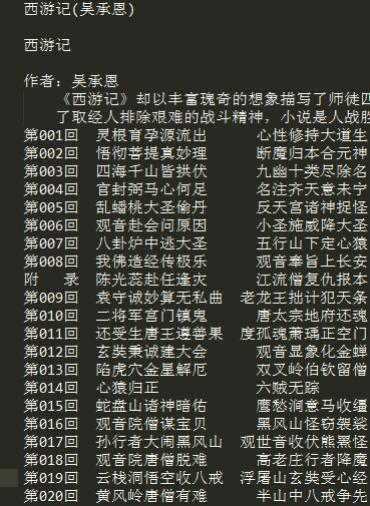 西游记(吴承恩)
西游记
作者：吴承恩
《西游记》却以丰富瑰奇的想象描写了师徒四
了取经人排除艰难的战斗精神，小说是人战胜
第001回 灵根育孕源流出 心性修持大道生
第002回 悟彻菩提真妙理 断魔归本合元神
第003回 四海千山皆拱伏 九幽十类尽除名
第004回 官封弼马心何足 名注齐天意未宁
第005回 乱蟠桃大圣偷丹 反天宫诸神捉怪
第006回 观音赴会问原因 小圣施威降大圣
第007回 八卦炉中逃大圣 五行山下定心猿
第008回 我佛造经传极乐 观音奉旨上长安
附 录 陈光蕊赴任逢灾 江流僧复仇报本
第009回 袁守诚妙算无私曲 老龙王拙计犯天条
第010回 二将军宫门镇鬼 唐太宗地府还魂
第011回 还受生唐王遵善果 度孤魂萧瑀正空门
第012回 玄奘秉诚建大会 观音显象化金蝉
第013回 陷虎穴金星解厄 双叉岭伯钦留僧
第014回 心猿归正 六贼无踪
第015回 蛇盘山诸神暗佑 鹰愁涧意马收缰
第016回 观音院僧谋宝贝 黑风山怪窃袈裟
第017回 孙行者大闹黑风山 观世音收伏熊罴怪
第018回 观音院唐僧脱难 高老庄行者降魔
第019回 云栈洞悟空收八戒 浮屠山玄奘受心经
第020回 黄风岭唐僧有难 半山中八戒争先